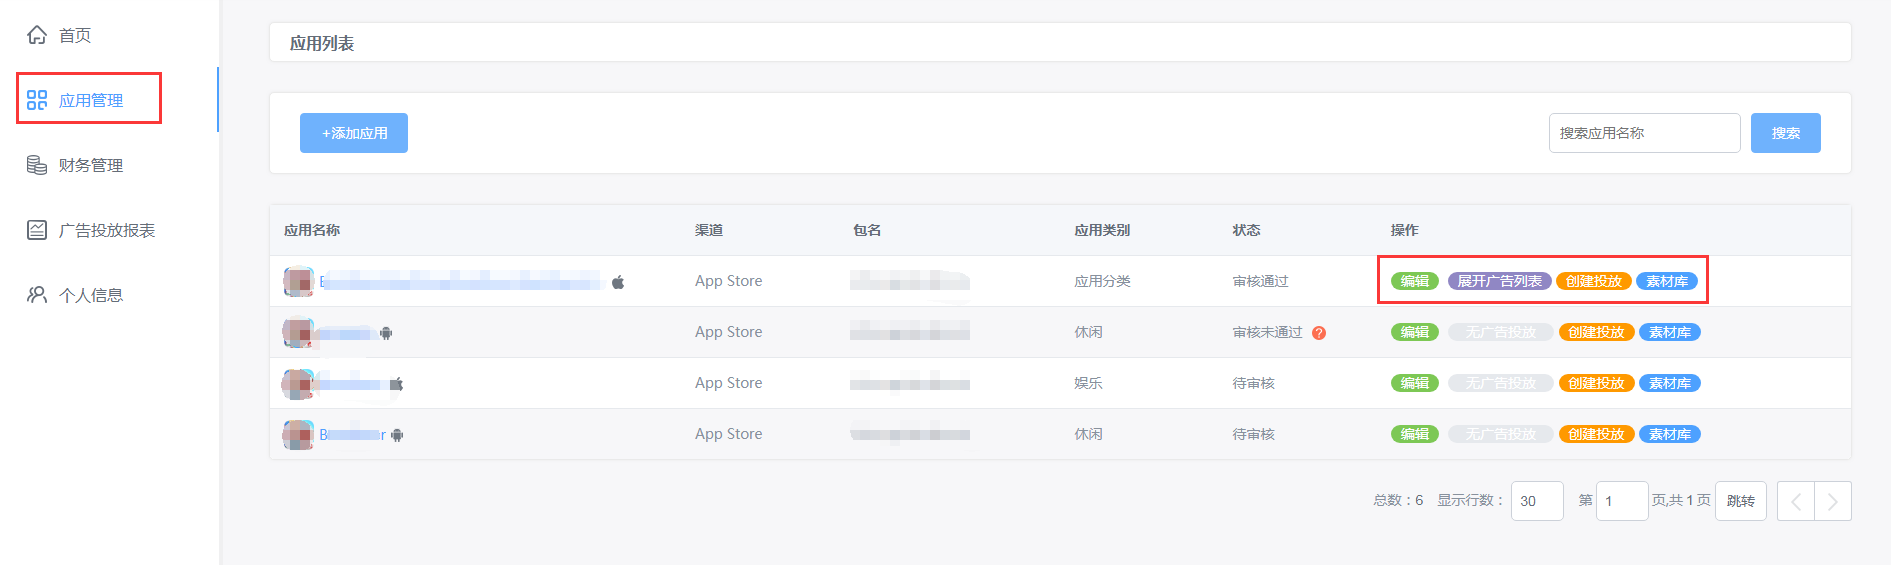 首页
应用管理
财务管理
广告投放报表
个人信息
应用列表
+添加应用
搜索应用名称 搜索
应用名称 渠道 包名 应用类别 状态 操作
App Store 应用分类 审核通过 编辑 展开广告列表 创建投放 素材库
App Store 休闲 审核未通过 ? 编辑 无广告投放 创建投放 素材库
App Store 娱乐 待审核 编辑 无广告投放 创建投放 素材库
App Store 休闲 待审核 编辑 无广告投放 创建投放 素材库
总数：6 显示行数： 30 第 1 页,共 1 页 跳转